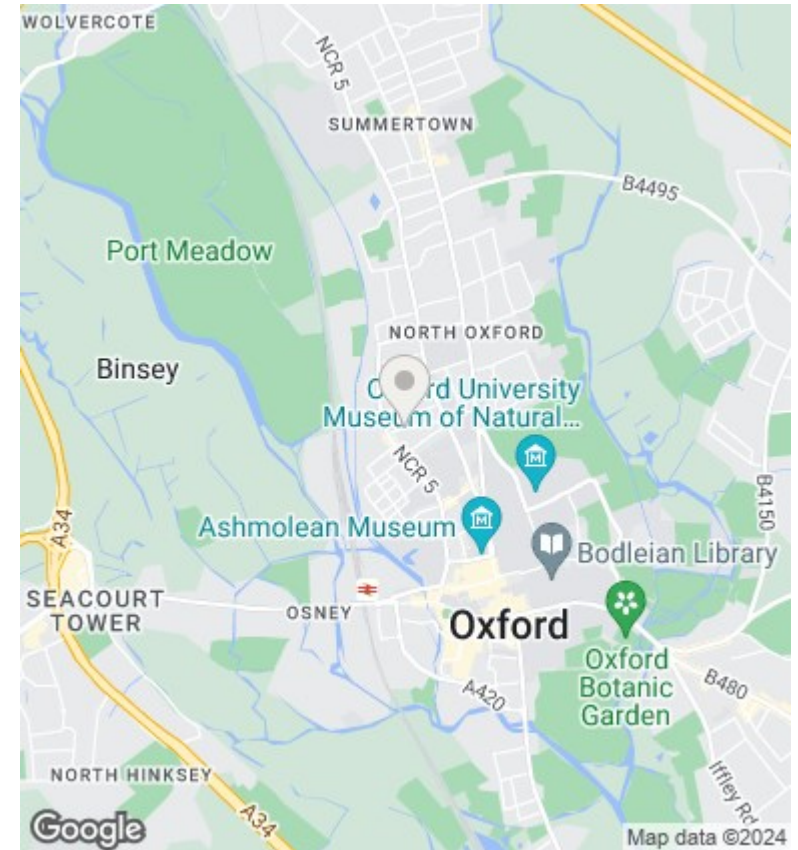 WOLVERCOTE
NCR 5
SUMMERTOWN
B4495
Port Meadow
NORTH OXFORD
Binsey
University
Museum of Natural...
NCR 5
B4150
Ashmolean Museum
A34
Bodleian Library
SEACOURT
TOWER
OSNEY
Oxford
Oxford
Botanic
Garden
B480
A420
NORTH HINKSEY
Iffley Rd
A34
Google
Map data ©2024